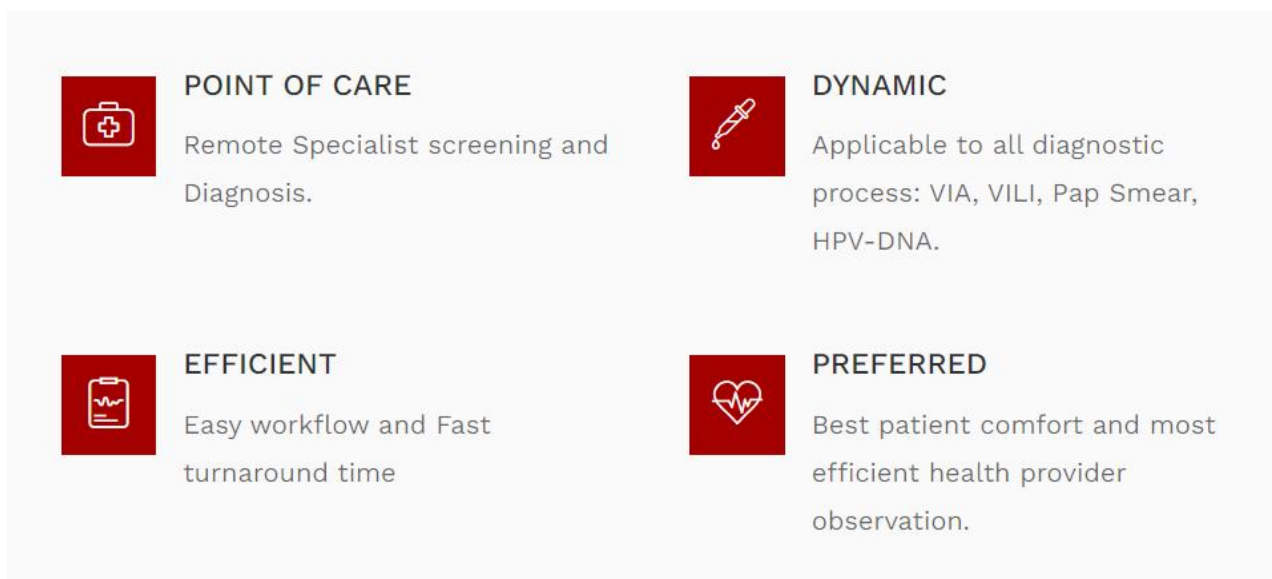 POINT OF CARE
Remote Specialist screening and
Diagnosis.
DYNAMIC
Applicable to all diagnostic
process: VIA, VILI, Pap Smear,
HPV-DNA.
EFFICIENT
Easy workflow and Fast
turnaround time
PREFERRED
Best patient comfort and most
efficient health provider
observation.